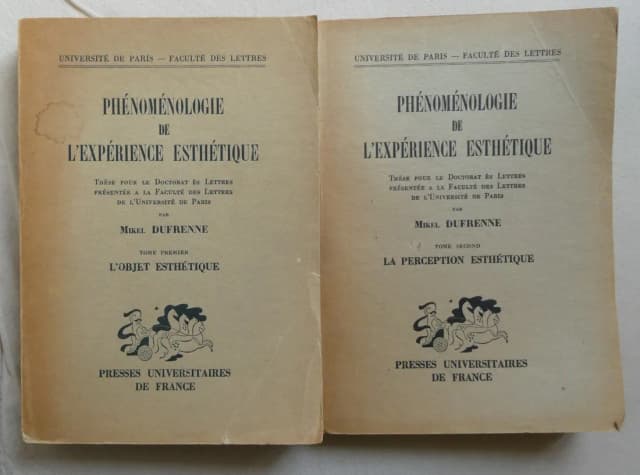 UNIVERSITÉ DE PARIS — FACULTÉ DES LETTRES
PHÉNOMÉNOLOGIE
DE
L'EXPÉRIENCE ESTHÉTIQUE
THÈSE POUR LE DOCTORAT ÈS LETTRES
PRÉSENTÉE A LA FACULTÉ DES LETTRES
DE L'UNIVERSITÉ DE PARIS
PAR
MIKEL DUFRENNE
TOME PREMIER
L'OBJET ESTHÉTIQUE
PRESSES UNIVERSITAIRES
DE FRANCE
UNIVERSITÉ DE PARIS — FACULTÉ DES LETTRES
PHÉNOMÉNOLOGIE
DE
L'EXPÉRIENCE ESTHÉTIQUE
THÈSE POUR LE DOCTORAT ÈS LETTRES
PRÉSENTÉE A LA FACULTÉ DES LETTRES
DE L'UNIVERSITÉ DE PARIS
PAR
MIKEL DUFRENNE
TOME SECOND
LA PERCEPTION ESTHÉTIQUE
PRESSES UNIVERSITAIRES
DE FRANCE